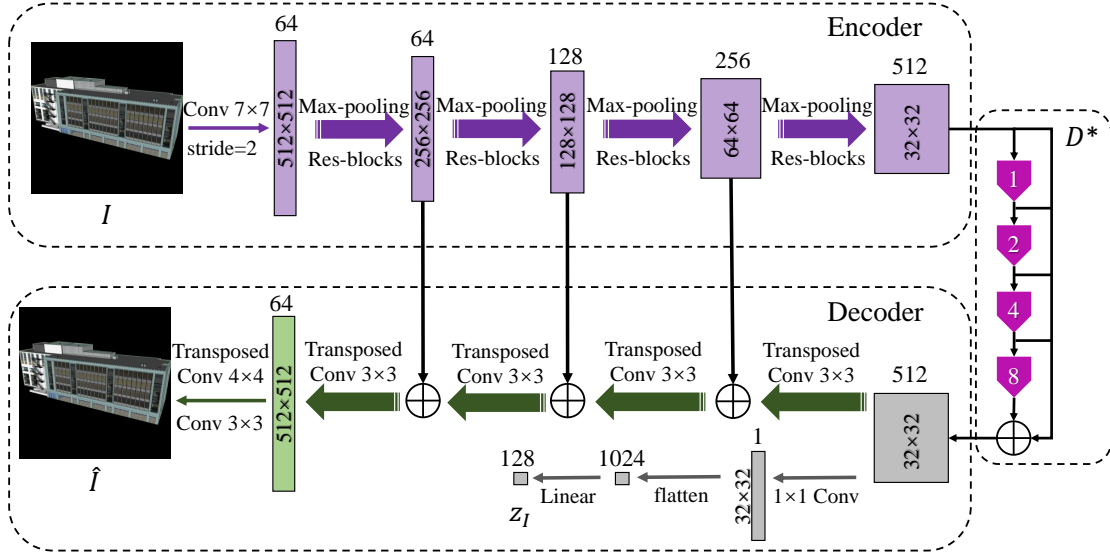 Encoder
64
64
128
256
512
Conv 7×7
stride=2
512×512
Max-pooling
Res-blocks
256×256
Max-pooling
Res-blocks
128×128
Max-pooling
Res-blocks
64×64
Max-pooling
Res-blocks
32×32
I
D*
1
2
4
8
Decoder
64
Transposed
Conv 4×4
Conv 3×3
512×512
Transposed
Conv 3×3
Transposed
Conv 3×3
Transposed
Conv 3×3
Transposed
Conv 3×3
512
32×32
Î
128
Linear
1024
flatten
1
32×32
1×1 Conv
z_I